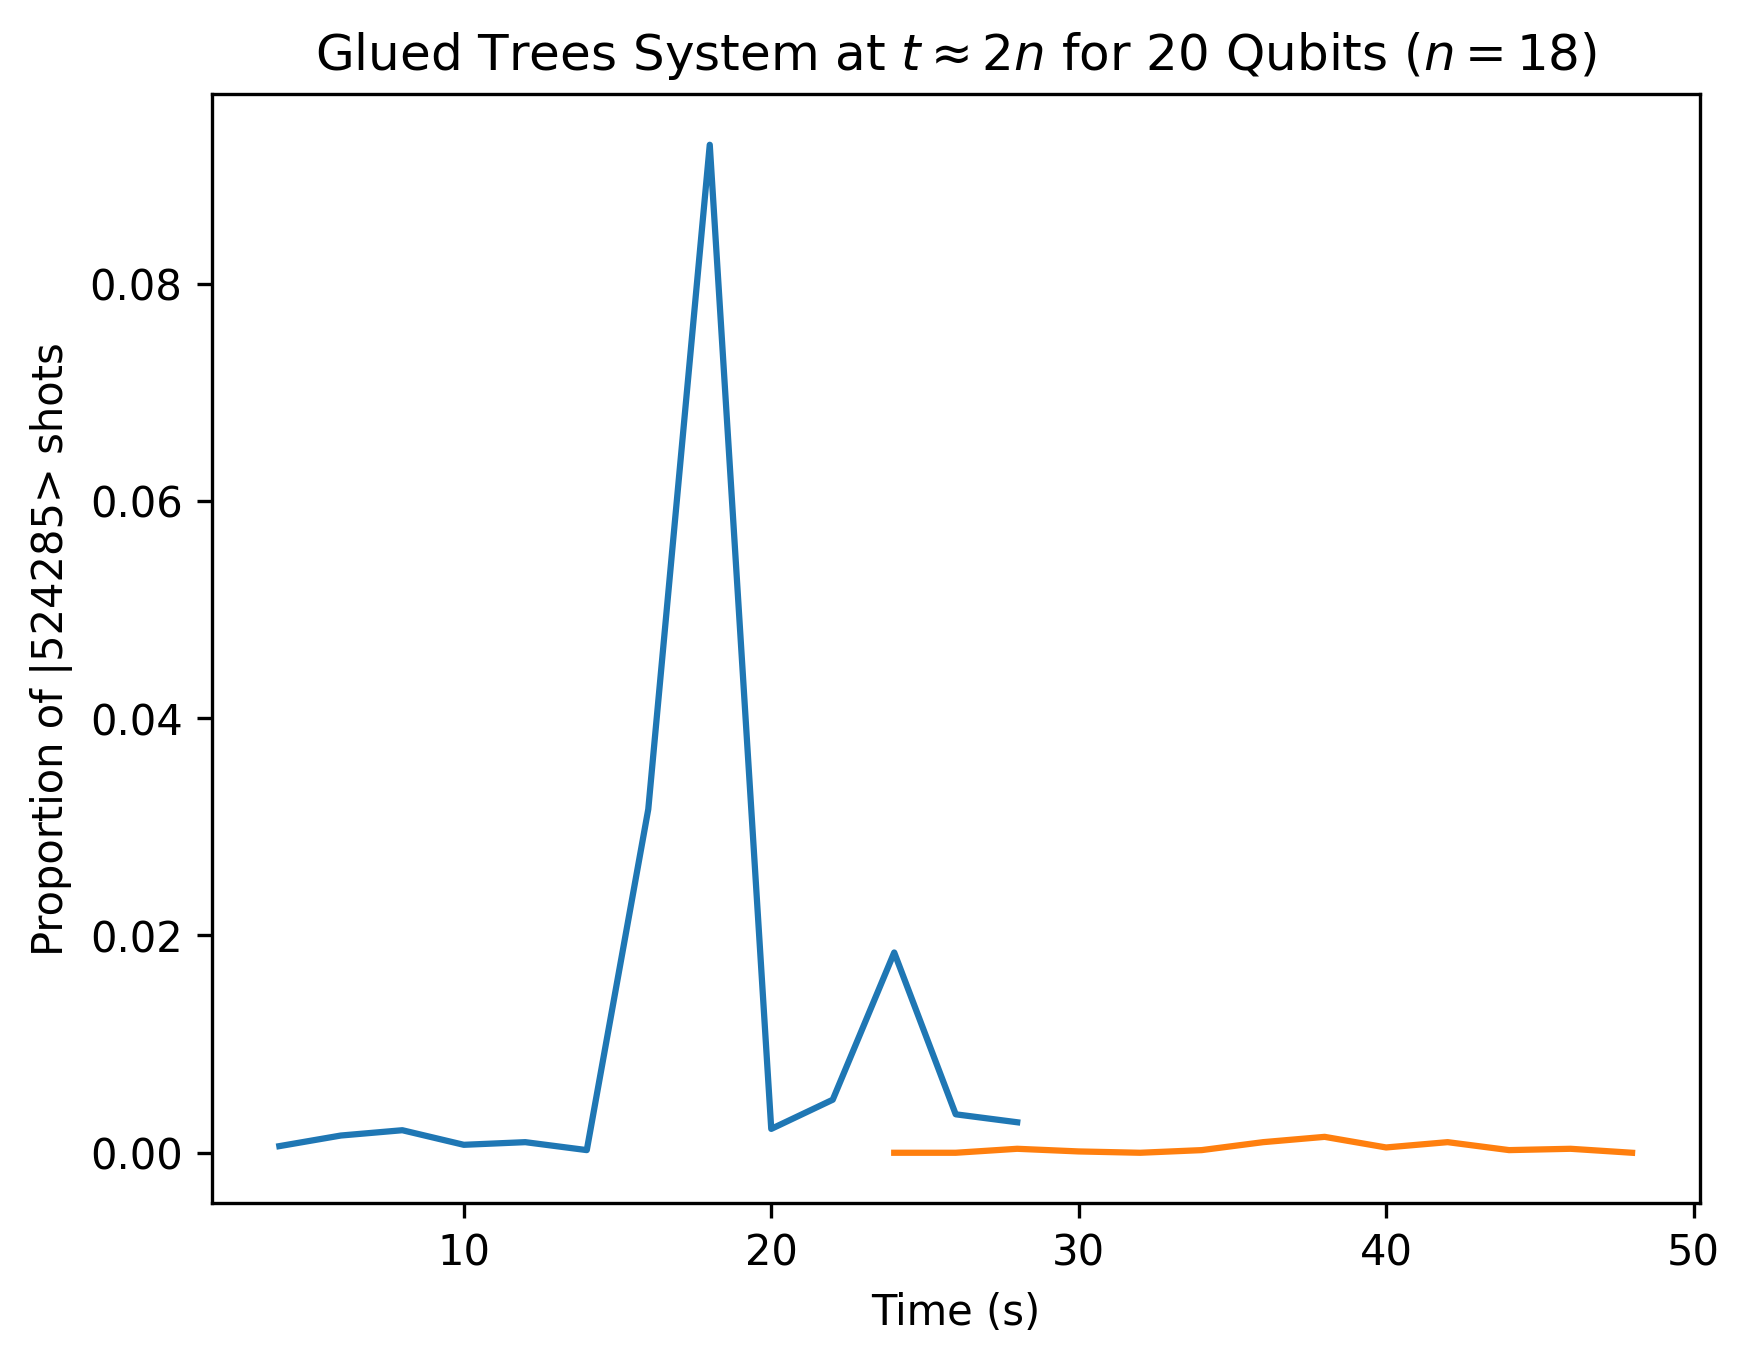 Glued Trees System at t ≈ 2n for 20 Qubits (n = 18)
Proportion of |524285> shots
0.08
0.06
0.04
0.02
0.00
10 20 30 40 50
Time (s)